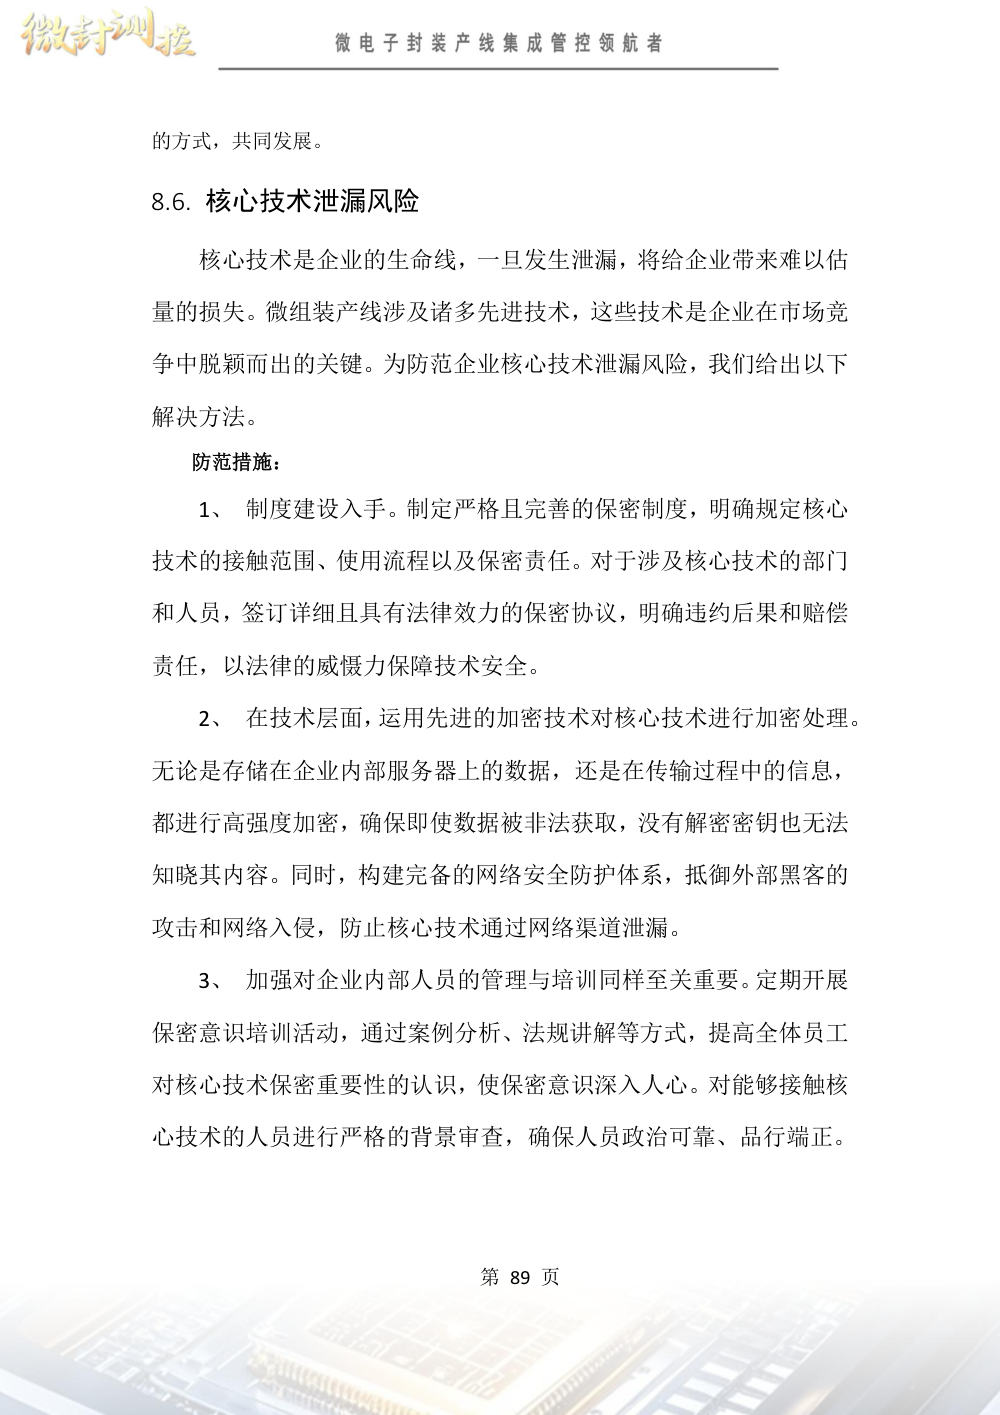 微封测控
微电子封装产线集成管控领航者
的方式，共同发展。
8.6. 核心技术泄漏风险
核心技术是企业的生命线，一旦发生泄漏，将给企业带来难以估
量的损失。微组装产线涉及诸多先进技术，这些技术是企业在市场竞
争中脱颖而出的关键。为防范企业核心技术泄漏风险，我们给出以下
解决方法。
防范措施：
1、 制度建设入手。制定严格且完善的保密制度，明确规定核心
技术的接触范围、使用流程以及保密责任。对于涉及核心技术的部门
和人员，签订详细且具有法律效力的保密协议，明确违约后果和赔偿
责任，以法律的威慑力保障技术安全。
2、 在技术层面，运用先进的加密技术对核心技术进行加密处理。
无论是存储在企业内部服务器上的数据，还是在传输过程中的信息，
都进行高强度加密，确保即使数据被非法获取，没有解密密钥也无法
知晓其内容。同时，构建完备的网络安全防护体系，抵御外部黑客的
攻击和网络入侵，防止核心技术通过网络渠道泄漏。
3、 加强对企业内部人员的管理与培训同样至关重要。定期开展
保密意识培训活动，通过案例分析、法规讲解等方式，提高全体员工
对核心技术保密重要性的认识，使保密意识深入人心。对能够接触核
心技术的人员进行严格的背景审查，确保人员政治可靠、品行端正。
第 89 页